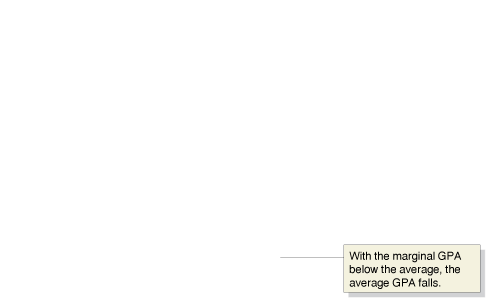 With the marginal GPA
below the average, the
average GPA falls.